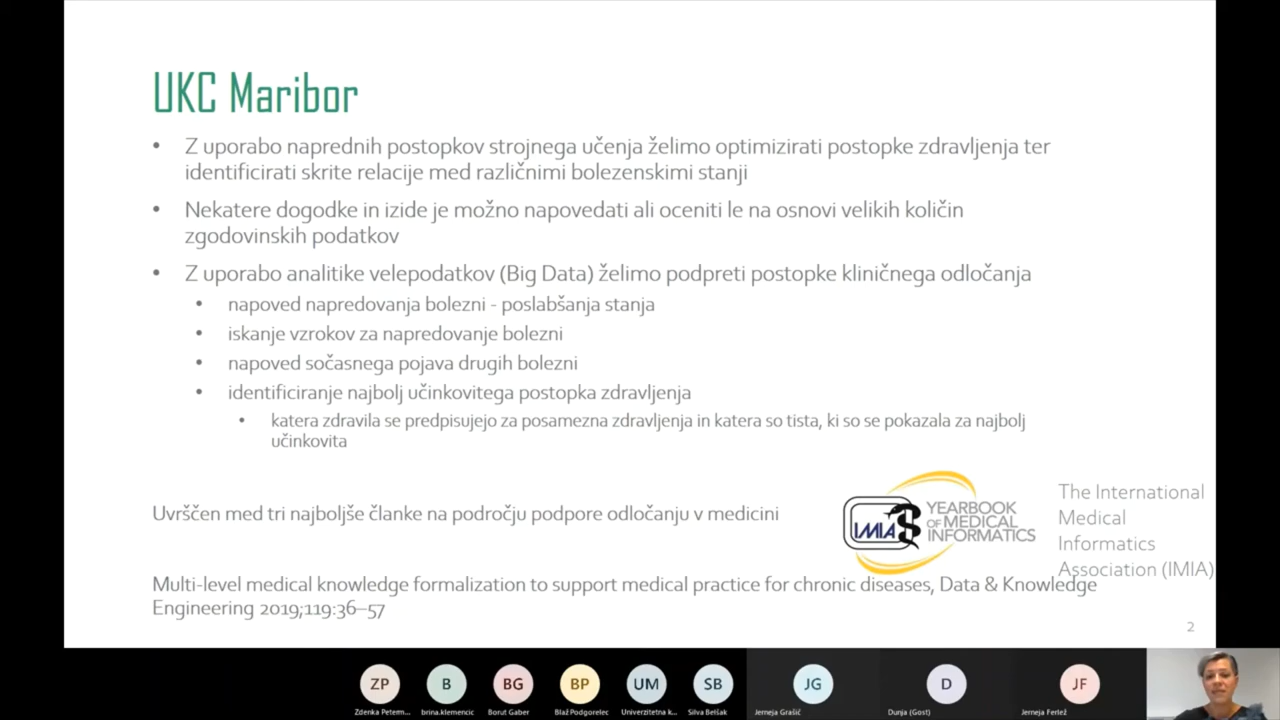 UKC Maribor
• Z uporabo naprednih postopkov strojnega učenja želimo optimizirati postopke zdravljenja ter
identificirati skrite relacije med različnimi bolezenskimi stanji
• Nekatere dogodke in izide je možno napovedati ali oceniti le na osnovi velikih količin
zgodovinskih podatkov
• Z uporabo analitike velepodatkov (Big Data) želimo podpreti postopke kliničnega odločanja
• napoved napredovanja bolezni - poslabšanja stanja
• iskanje vzrokov za napredovanje bolezni
• napoved sočasnega pojava drugih bolezni
• identificiranje najbolj učinkovitega postopka zdravljenja
• katera zdravila se predpisujejo za posamezna zdravljenja in katera so tista, ki so se pokazala za najbolj
učinkovita
Uvrščen med tri najboljše članke na področju podpore odločanju v medicini
IMIA
YEARBOOK
OF MEDICAL
INFORMATICS
The International
Medical
Informatics
Association (IMIA)
Multi-level medical knowledge formalization to support medical practice for chronic diseases, Data & Knowledge
Engineering 2019;119:36–57
2
ZP B BG BP UM SB JG D JF
Zdenka Peterm... brina.klemencic Borut Gaber Blaž Podgorelec Univerzitetna k... Silva Belšak Jerneja Grašič Dunja (Gost) Jerneja Ferlež